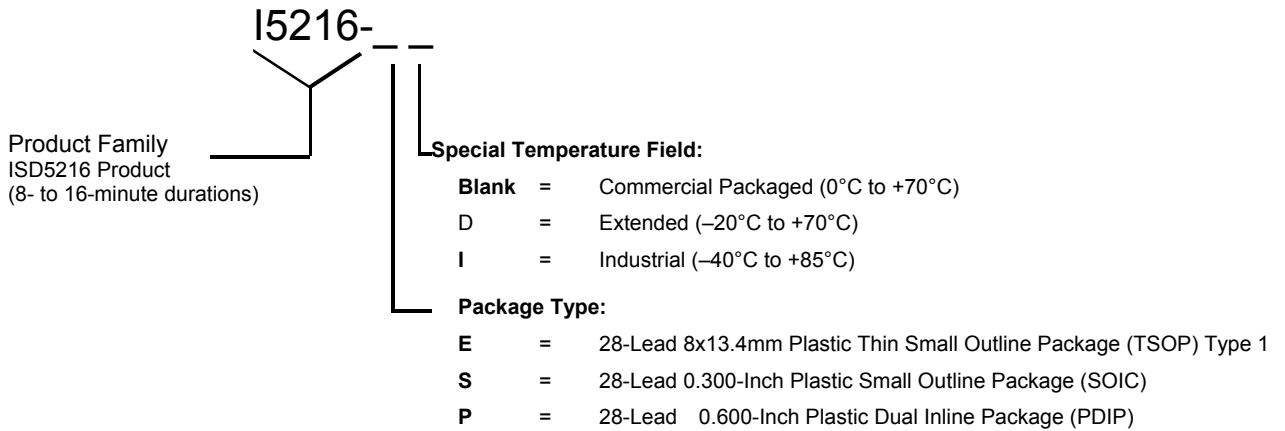 I5216-_ _
Product Family
ISD5216 Product
(8- to 16-minute durations)
Special Temperature Field:
Blank = Commercial Packaged (0°C to +70°C)
D = Extended (–20°C to +70°C)
I = Industrial (–40°C to +85°C)
Package Type:
E = 28-Lead 8x13.4mm Plastic Thin Small Outline Package (TSOP) Type 1
S = 28-Lead 0.300-Inch Plastic Small Outline Package (SOIC)
P = 28-Lead 0.600-Inch Plastic Dual Inline Package (PDIP)